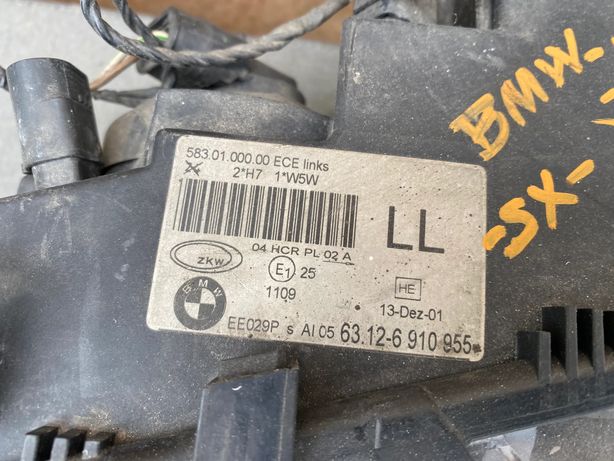 583.01.000.00 ECE links
2*H7 1*W5W
LL
04 HCR PL 02 A
zkw
E1 25
1109
HE
13-Dez-01
BMW
EE029P s Al 05 63.12-6 910 955
BMW-
-SX-